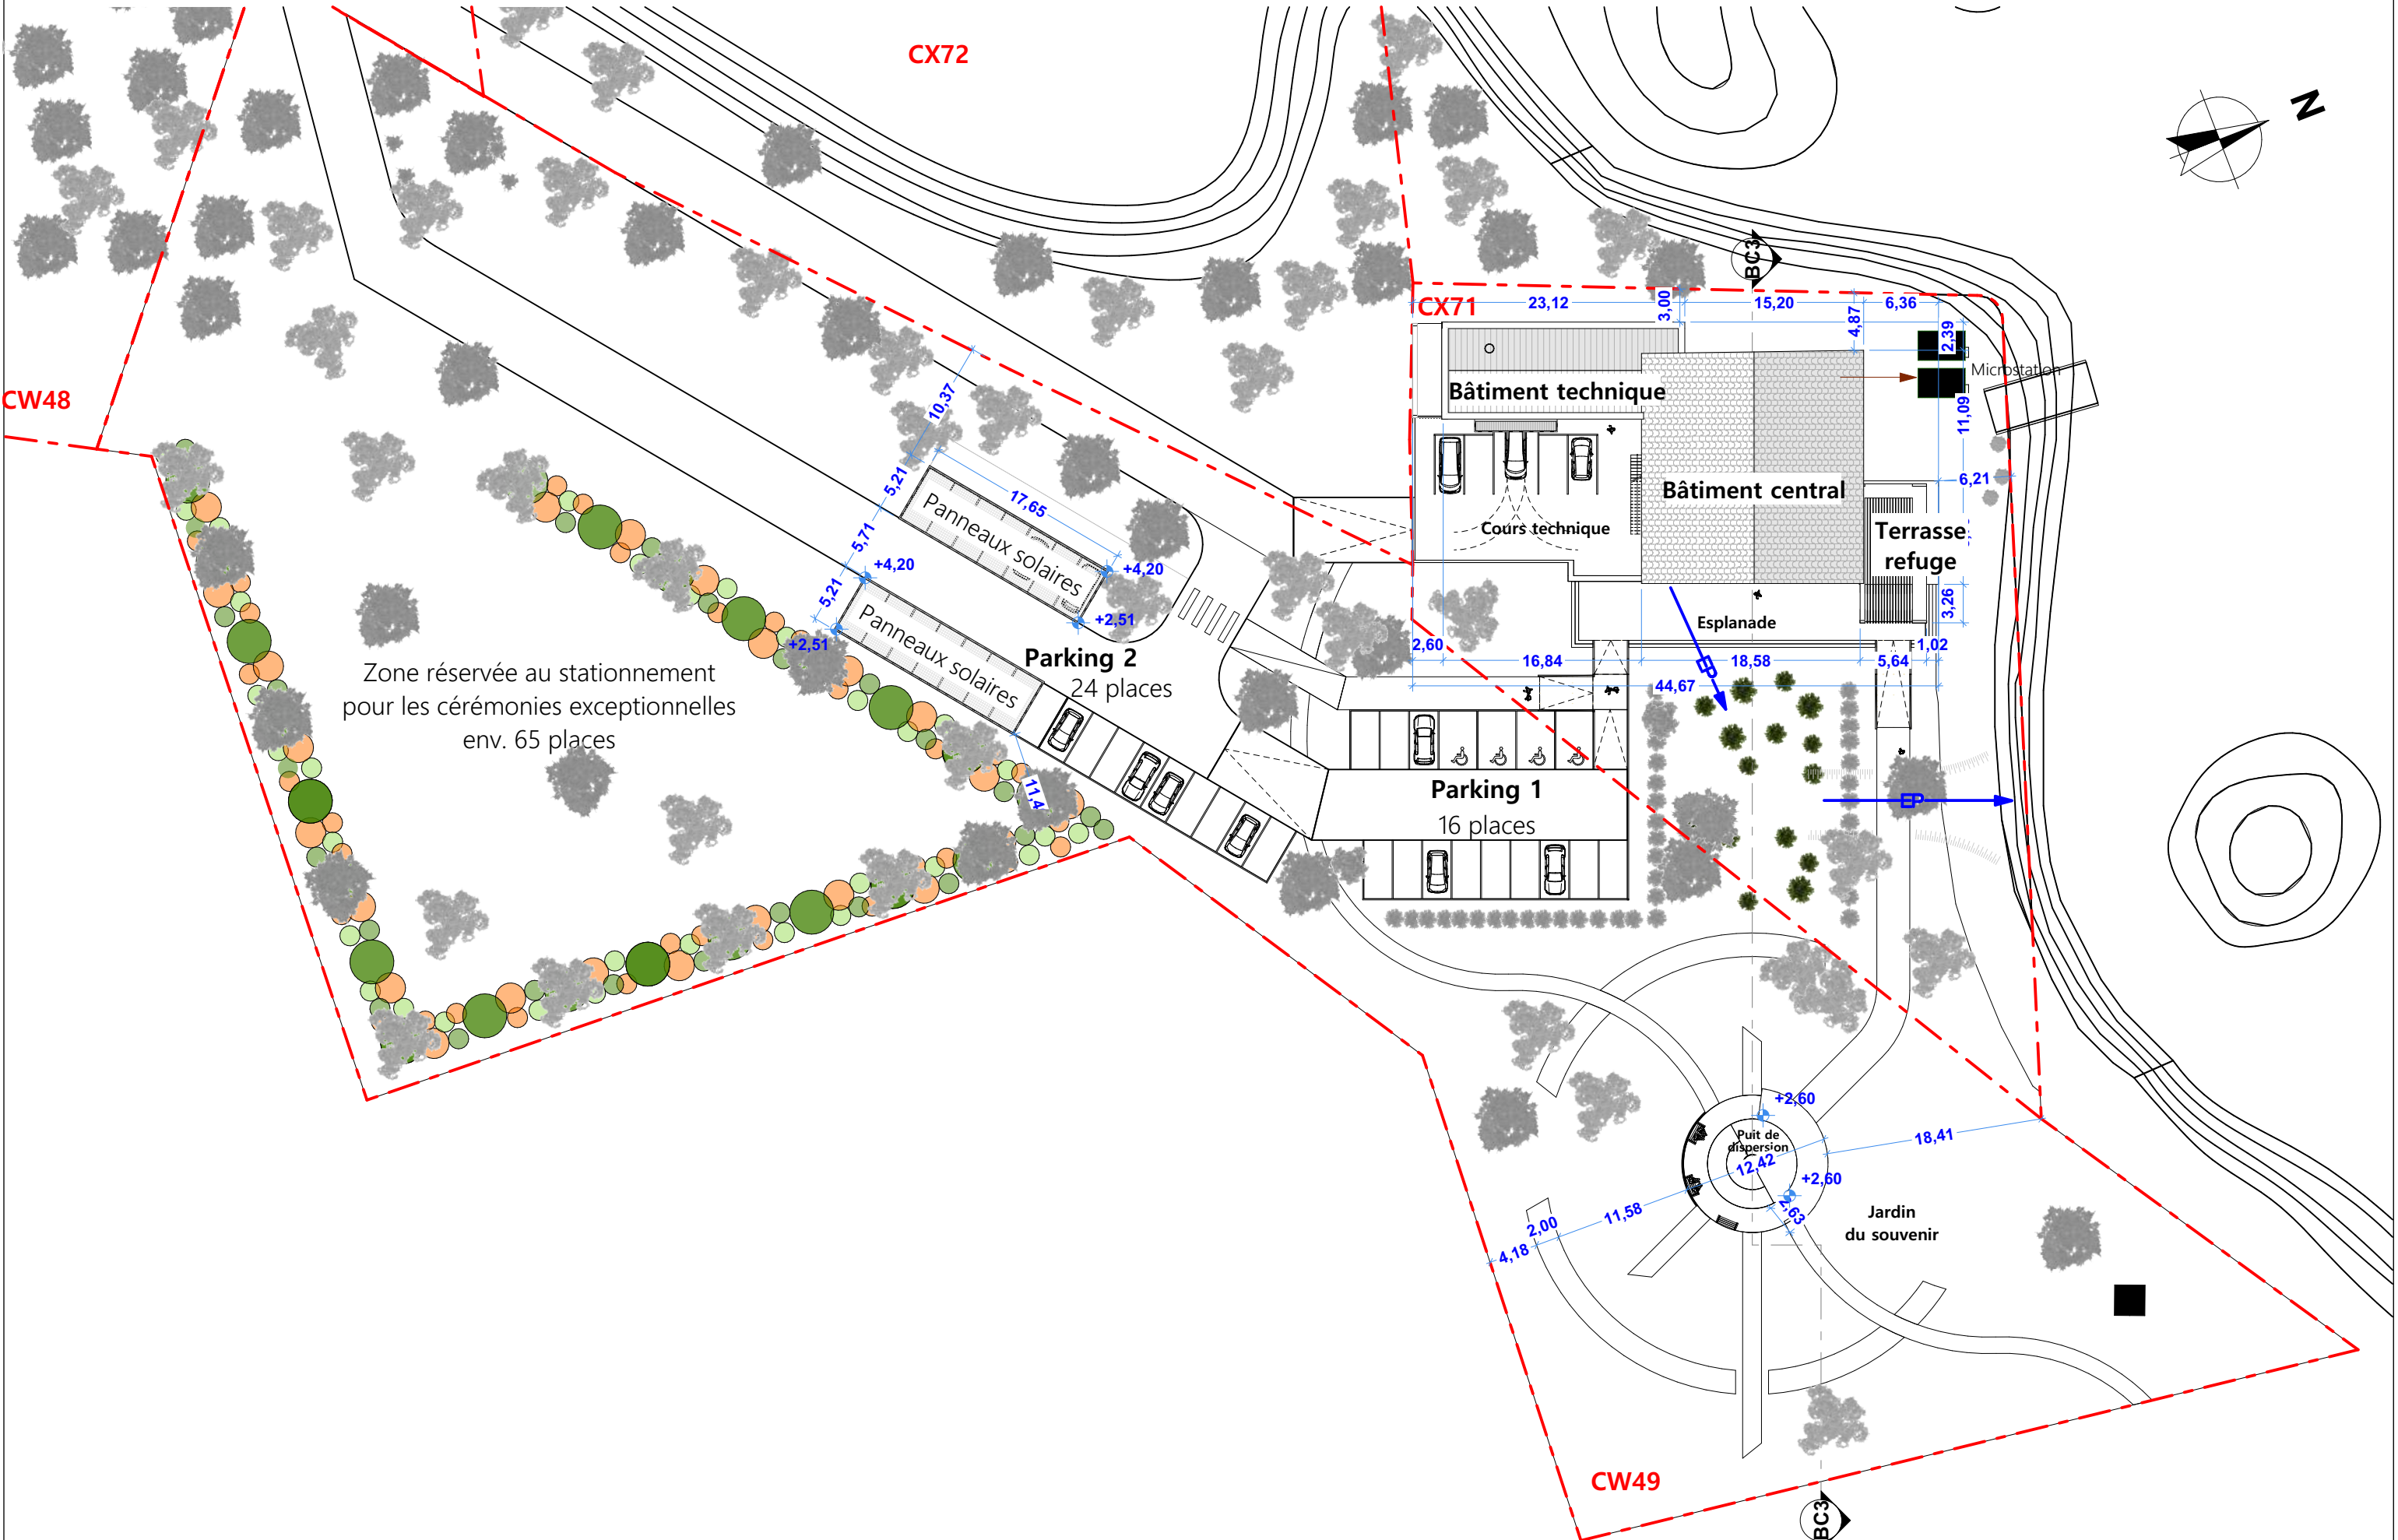 CX72
N
BC3
CX71
23,12
3,00
15,20
6,36
4,87
2,39
Microstation
CW48
Bâtiment technique
11,09
10,37
5,21
17,65
Panneaux solaires
Bâtiment central
6,21
Cours technique
Terrasse
refuge
5,71
+4,20
+4,20
5,21
+2,51
+2,51
Panneaux solaires
3,26
Esplanade
2,60
16,84
18,58
5,64
1,02
44,67
EP
Parking 2
24 places
Zone réservée au stationnement
pour les cérémonies exceptionnelles
env. 65 places
11,4
Parking 1
16 places
EP
+2,60
Puit de
dispersion
12,42
18,41
+2,60
2,63
11,58
2,00
4,18
Jardin
du souvenir
CW49
BC3